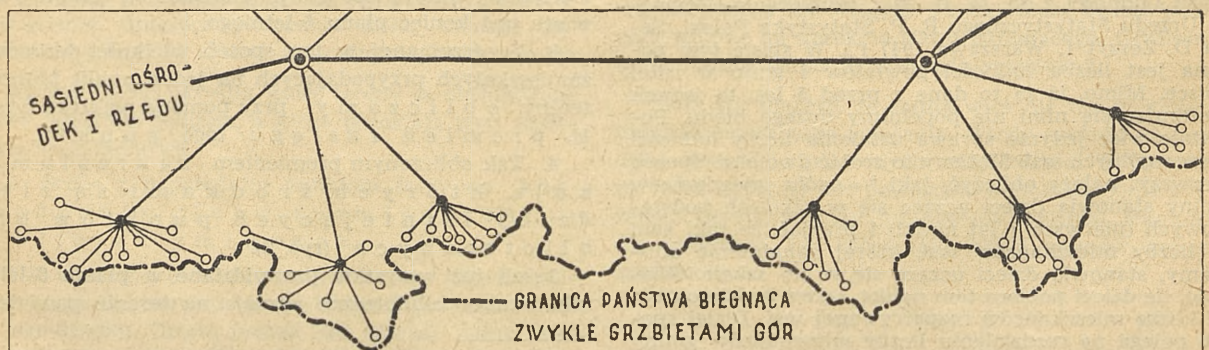 SĄSIEDNI OŚRO-
DEK I RZĘDU
GRANICA PAŃSTWA BIEGNĄCA
ZWYKLE GRZBIETAMI GÓR